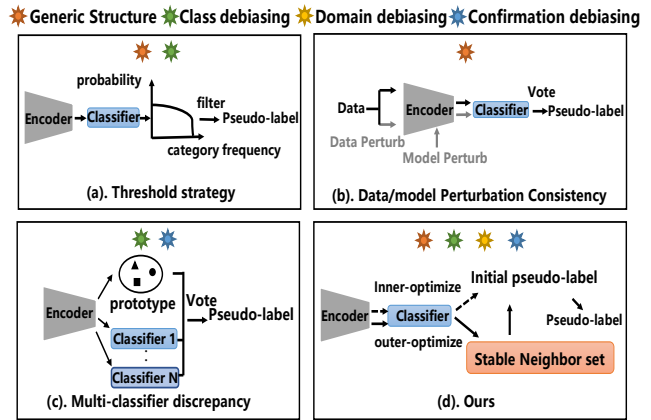 Generic Structure Class debiasing Domain debiasing Confirmation debiasing
probability
Encoder
Classifier
filter
Pseudo-label
category frequency
(a). Threshold strategy
Data
Data Perturb
Encoder
Model Perturb
Classifier
Vote
Pseudo-label
(b). Data/model Perturbation Consistency
Encoder
prototype
Classifier 1
⋮
Classifier N
Vote
Pseudo-label
(c). Multi-classifier discrepancy
Encoder
Inner-optimize
Classifier
outer-optimize
Initial pseudo-label
Pseudo-label
Stable Neighbor set
(d). Ours